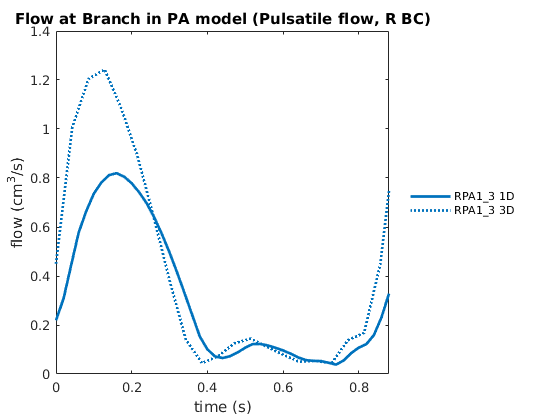 Flow at Branch in PA model (Pulsatile flow, R BC)
1.4
1.2
1
0.8
0.6
0.4
0.2
0
flow (cm³/s)
0 0.2 0.4 0.6 0.8
time (s)
RPA1_3 1D
RPA1_3 3D